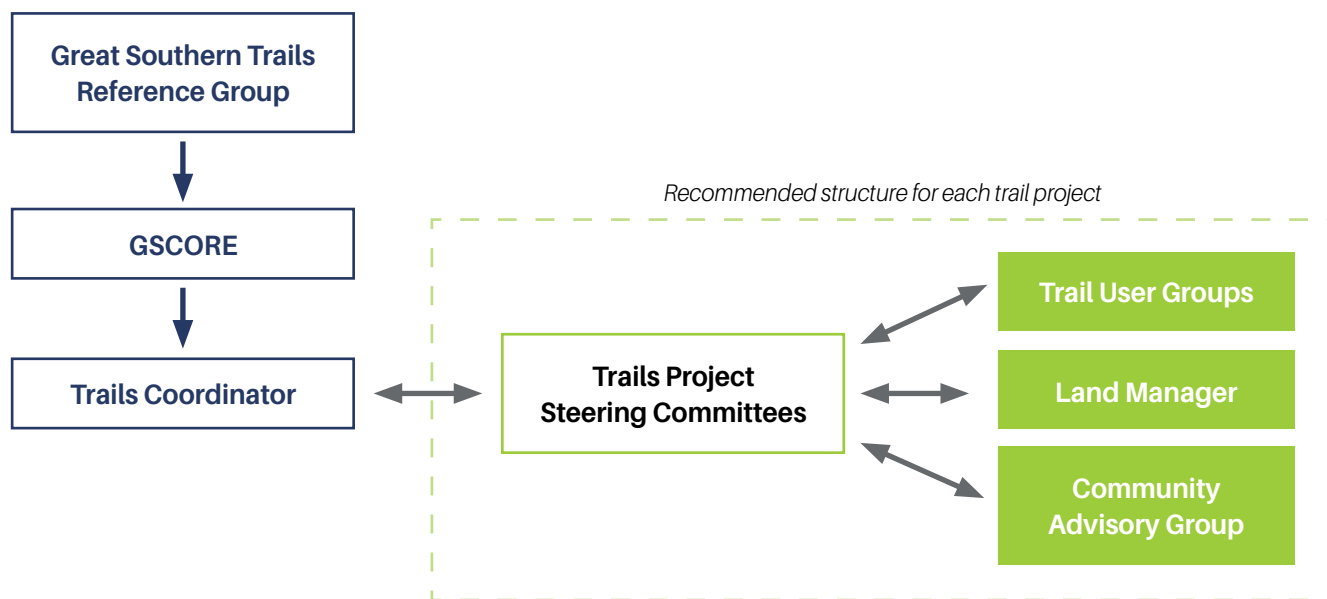 Great Southern Trails
Reference Group
GSCORE
Trails Coordinator
Recommended structure for each trail project
Trails Project
Steering Committees
Trail User Groups
Land Manager
Community
Advisory Group